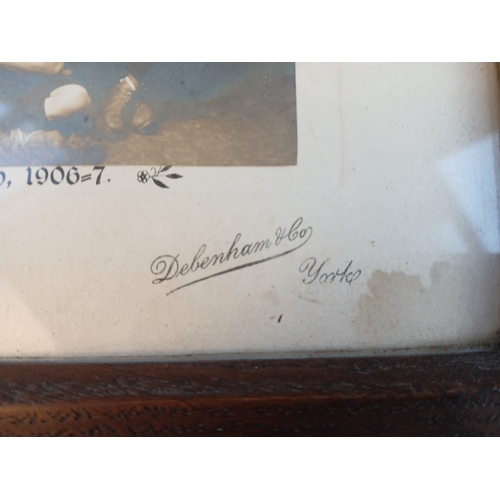 , 1906=7.
Debenham & Co
York